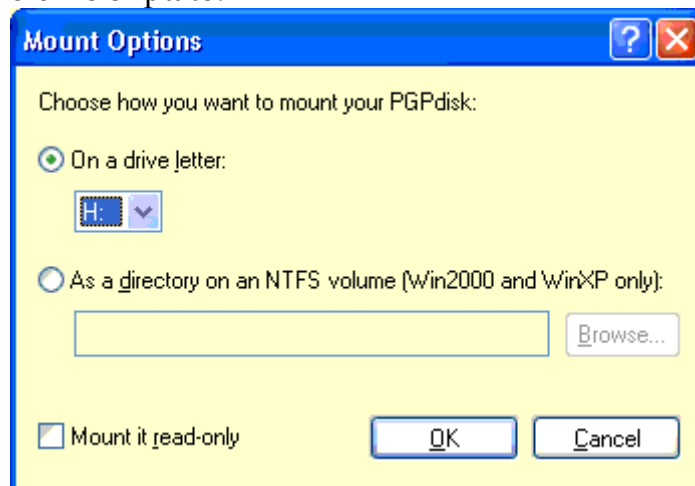 Mount Options
Choose how you want to mount your PGPdisk:
On a drive letter:
H:
As a directory on an NTFS volume (Win2000 and WinXP only):
Browse...
Mount it read-only
OK
Cancel